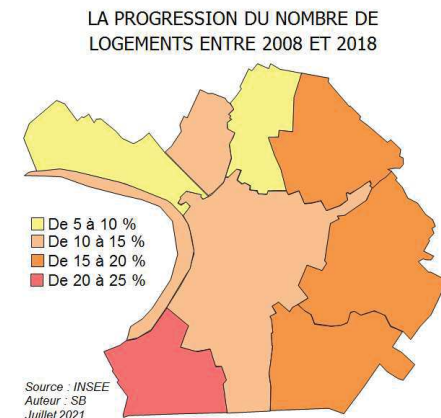 LA PROGRESSION DU NOMBRE DE
LOGEMENTS ENTRE 2008 ET 2018
De 5 à 10 %
De 10 à 15 %
De 15 à 20 %
De 20 à 25 %
Source : INSEE
Auteur : SB
Juillet 2021